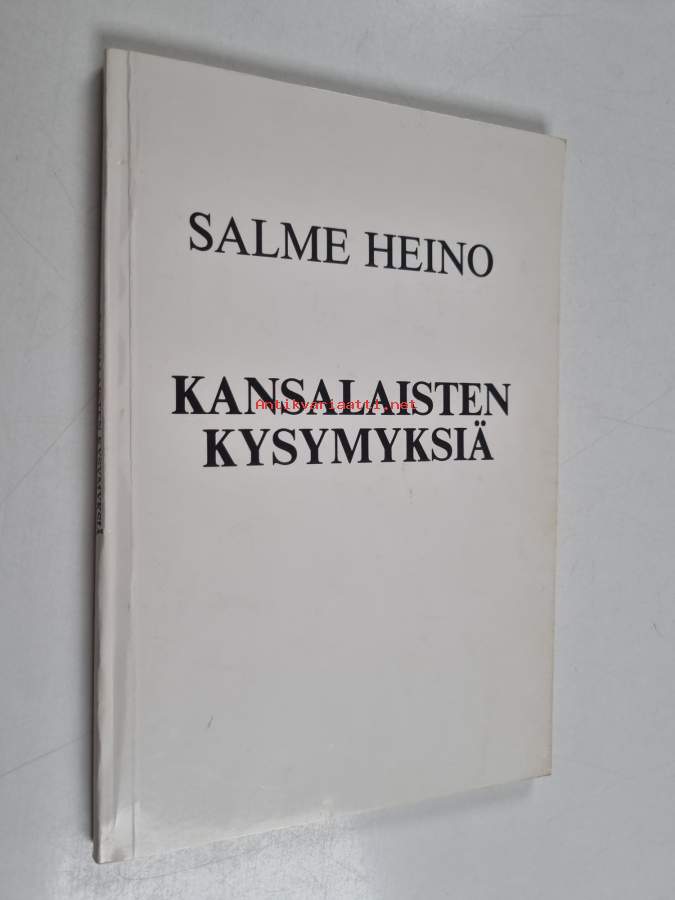 SALME HEINO
KANSALAISTEN
Antikvariaatti.net
KYSYMYKSIÄ